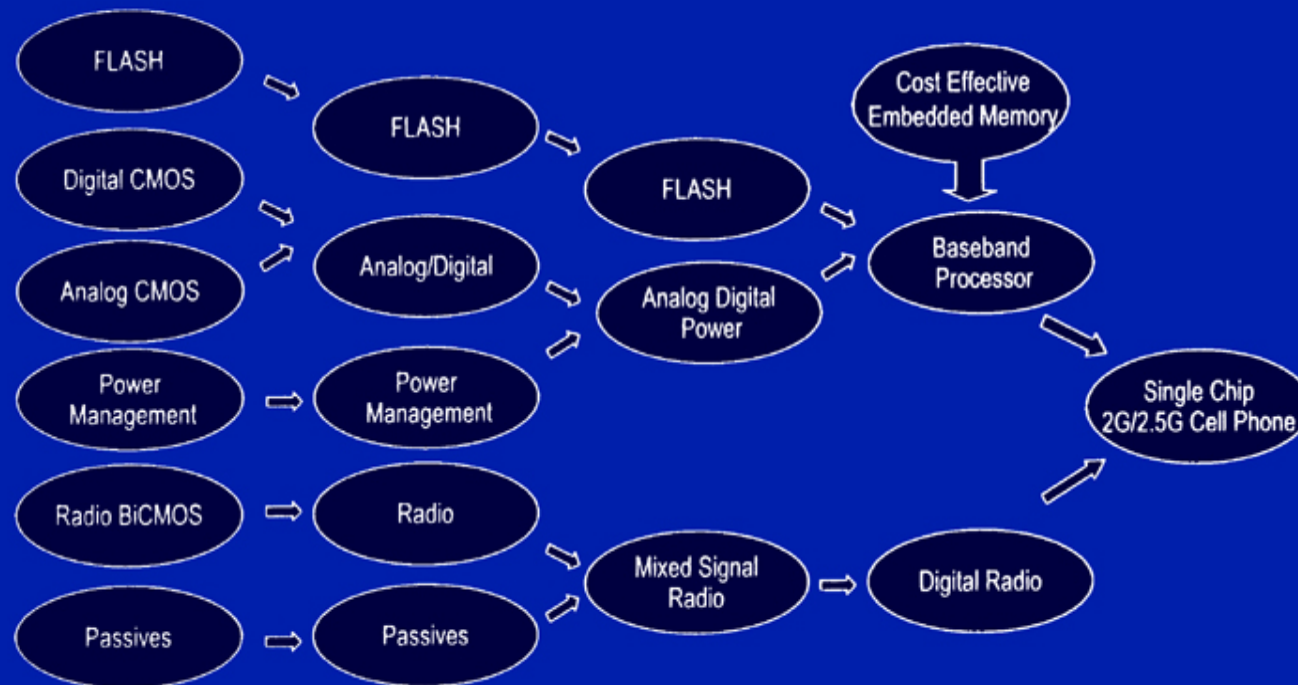 FLASH
Digital CMOS
Analog CMOS
Power
Management
Radio BiCMOS
Passives
FLASH
Analog/Digital
Power
Management
Radio
Passives
FLASH
Analog Digital
Power
Mixed Signal
Radio
Cost Effective
Embedded Memory
Baseband
Processor
Digital Radio
Single Chip
2G/2.5G Cell Phone